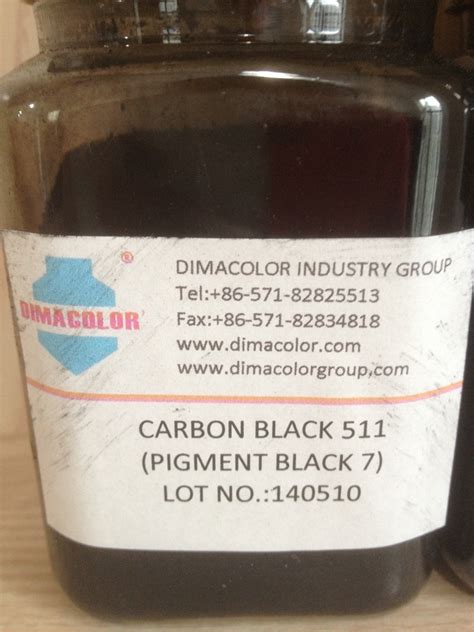 DIMACOLOR®
DIMACOLOR INDUSTRY GROUP
Tel:+86-571-82825513
Fax:+86-571-82834818
www.dimacolor.com
www.dimacolorgroup.com
CARBON BLACK 511
(PIGMENT BLACK 7)
LOT NO.:140510